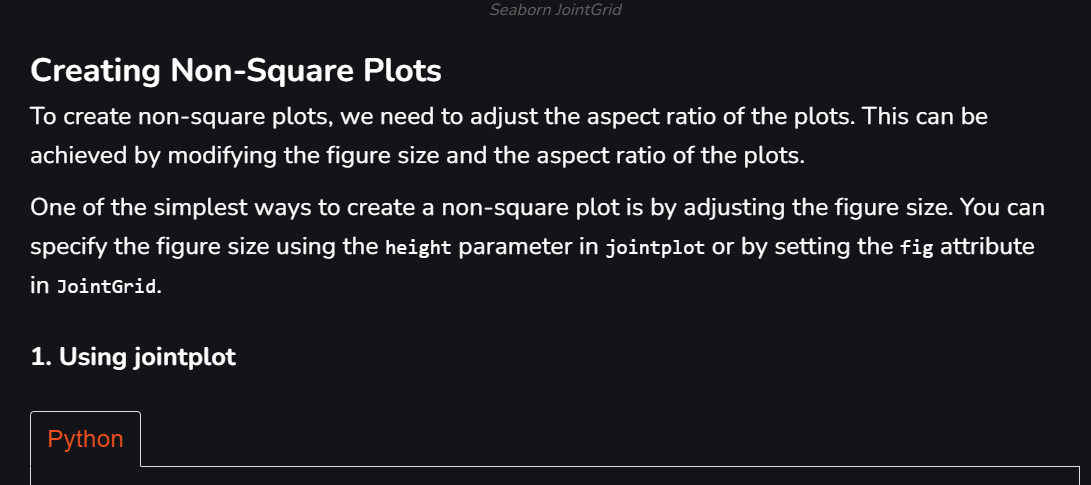 Seaborn JointGrid
Creating Non-Square Plots
To create non-square plots, we need to adjust the aspect ratio of the plots. This can be
achieved by modifying the figure size and the aspect ratio of the plots.
One of the simplest ways to create a non-square plot is by adjusting the figure size. You can
specify the figure size using the height parameter in jointplot or by setting the fig attribute
in JointGrid.
1. Using jointplot
Python